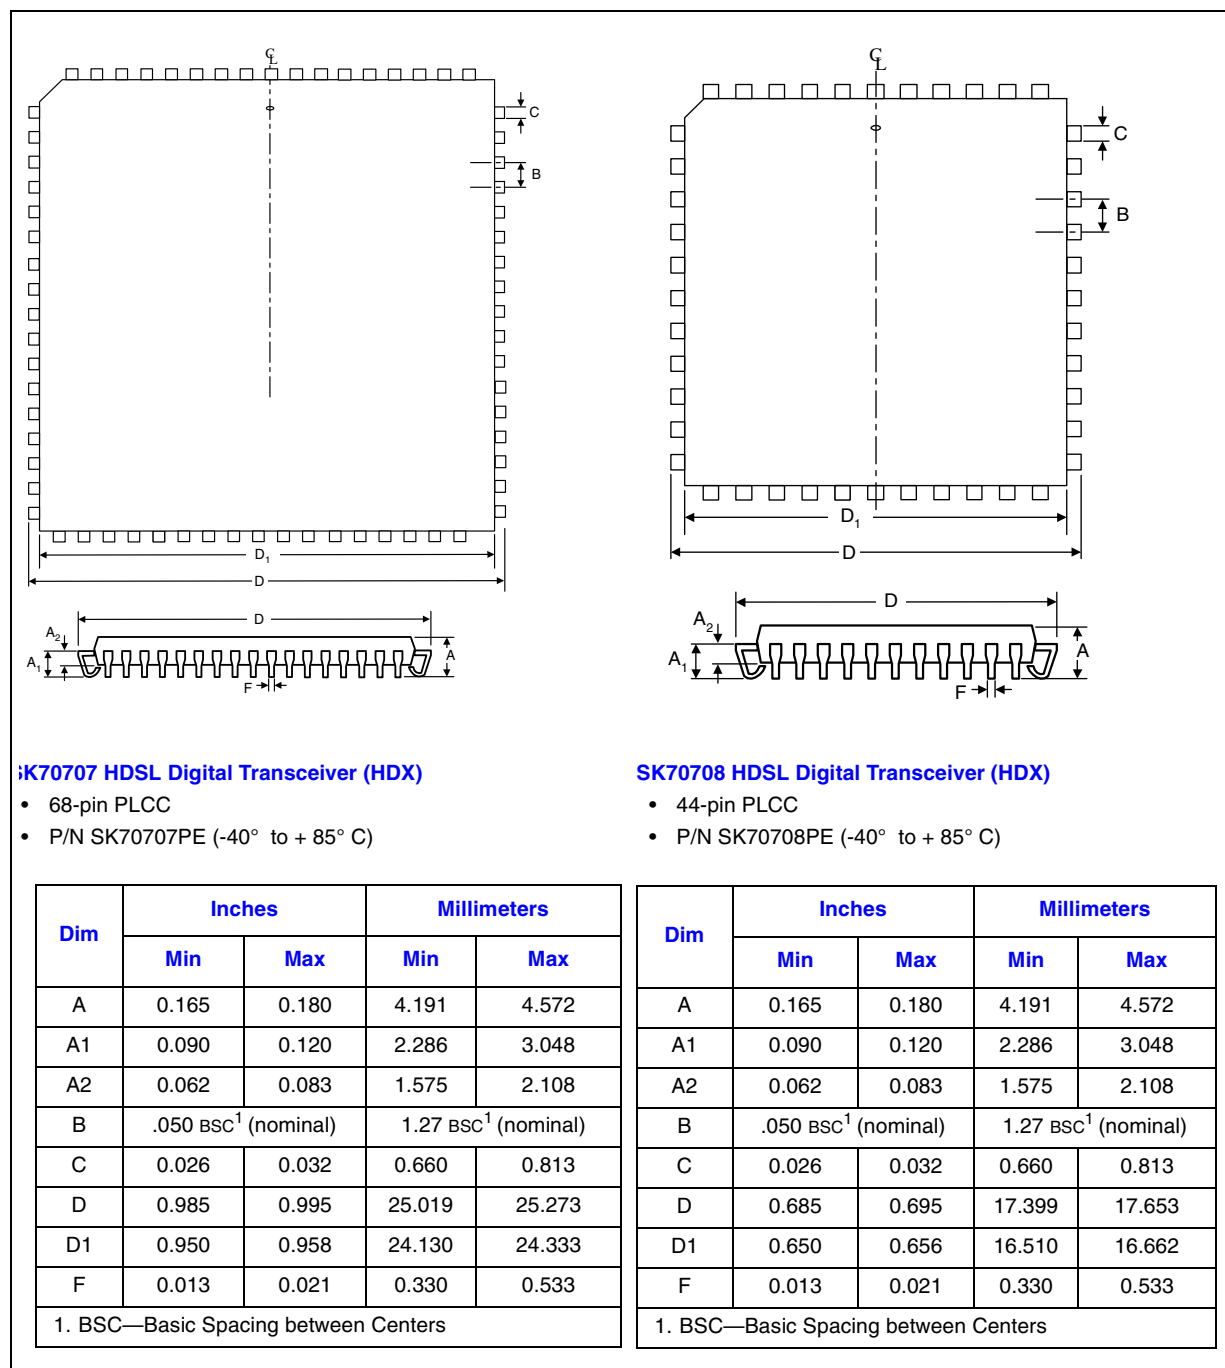 C L
C
B
D1
D
D
A2
A1
A
F
C L
C
B
D1
D
D
A2
A1
A
F
SK70707 HDSL Digital Transceiver (HDX)
• 68-pin PLCC
• P/N SK70707PE (-40° to + 85° C)
SK70708 HDSL Digital Transceiver (HDX)
• 44-pin PLCC
• P/N SK70708PE (-40° to + 85° C)
Dim Inches Millimeters
Min Max Min Max
A 0.165 0.180 4.191 4.572
A1 0.090 0.120 2.286 3.048
A2 0.062 0.083 1.575 2.108
B .050 BSC1 (nominal) 1.27 BSC1 (nominal)
C 0.026 0.032 0.660 0.813
D 0.985 0.995 25.019 25.273
D1 0.950 0.958 24.130 24.333
F 0.013 0.021 0.330 0.533
1. BSC—Basic Spacing between Centers
Dim Inches Millimeters
Min Max Min Max
A 0.165 0.180 4.191 4.572
A1 0.090 0.120 2.286 3.048
A2 0.062 0.083 1.575 2.108
B .050 BSC1 (nominal) 1.27 BSC1 (nominal)
C 0.026 0.032 0.660 0.813
D 0.685 0.695 17.399 17.653
D1 0.650 0.656 16.510 16.662
F 0.013 0.021 0.330 0.533
1. BSC—Basic Spacing between Centers